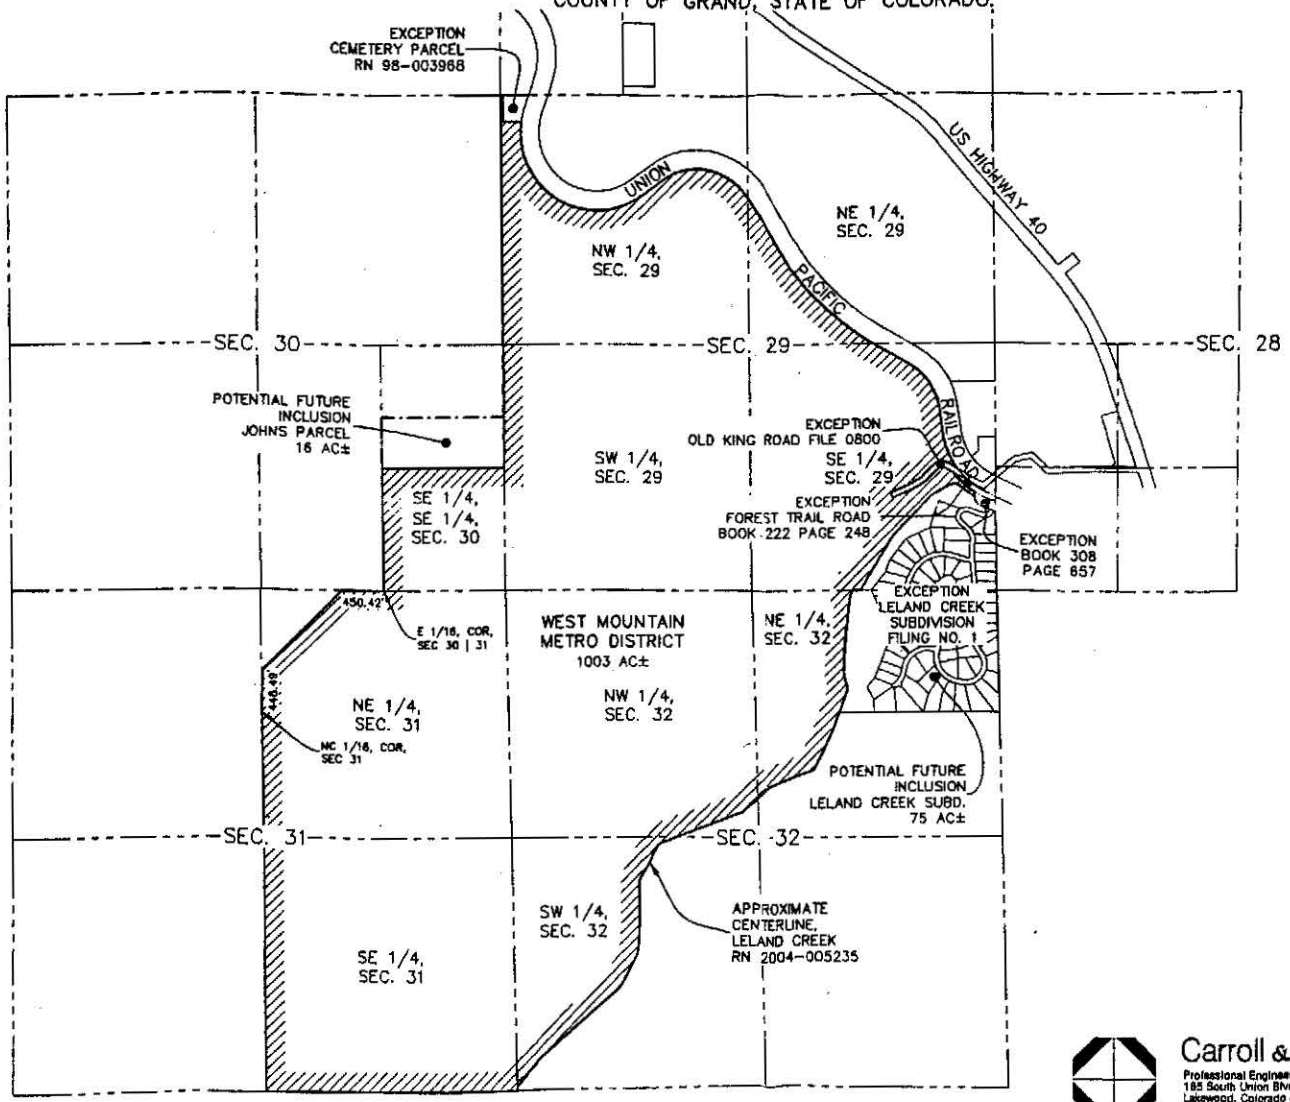 COUNTY OF GRAND, STATE OF COLORADO.
EXCEPTION
CEMETERY PARCEL
RN 98-003968
US HIGHWAY 40
UNION
NE 1/4,
SEC. 29
NW 1/4,
SEC. 29
PACIFIC
SEC. 30
SEC. 29
SEC. 28
POTENTIAL FUTURE
INCLUSION
JOHNS PARCEL
16 AC±
RAILROAD
EXCEPTION
OLD KING ROAD FILE 0800
SW 1/4,
SEC. 29
SE 1/4,
SEC. 29
SE 1/4,
SE 1/4,
SEC. 30
EXCEPTION
FOREST TRAIL ROAD
BOOK 222 PAGE 248
EXCEPTION
BOOK 308
PAGE 657
EXCEPTION
LELAND CREEK
SUBDIVISION
FILING NO. 1
450.42'
E 1/16, COR,
SEC 30 | 31
WEST MOUNTAIN
METRO DISTRICT
1003 AC±
NE 1/4,
SEC. 32
448.49'
NE 1/4,
SEC. 31
NW 1/4,
SEC. 32
NC 1/16, COR,
SEC 31
POTENTIAL FUTURE
INCLUSION
LELAND CREEK SUBD.
75 AC±
SEC. 31
SEC. 32
SW 1/4,
SEC. 32
APPROXIMATE
CENTERLINE,
LELAND CREEK
RN 2004-005235
SE 1/4,
SEC. 31
Carroll &
Professional Enginee
185 South Union Blv
Lakewood, Colorado